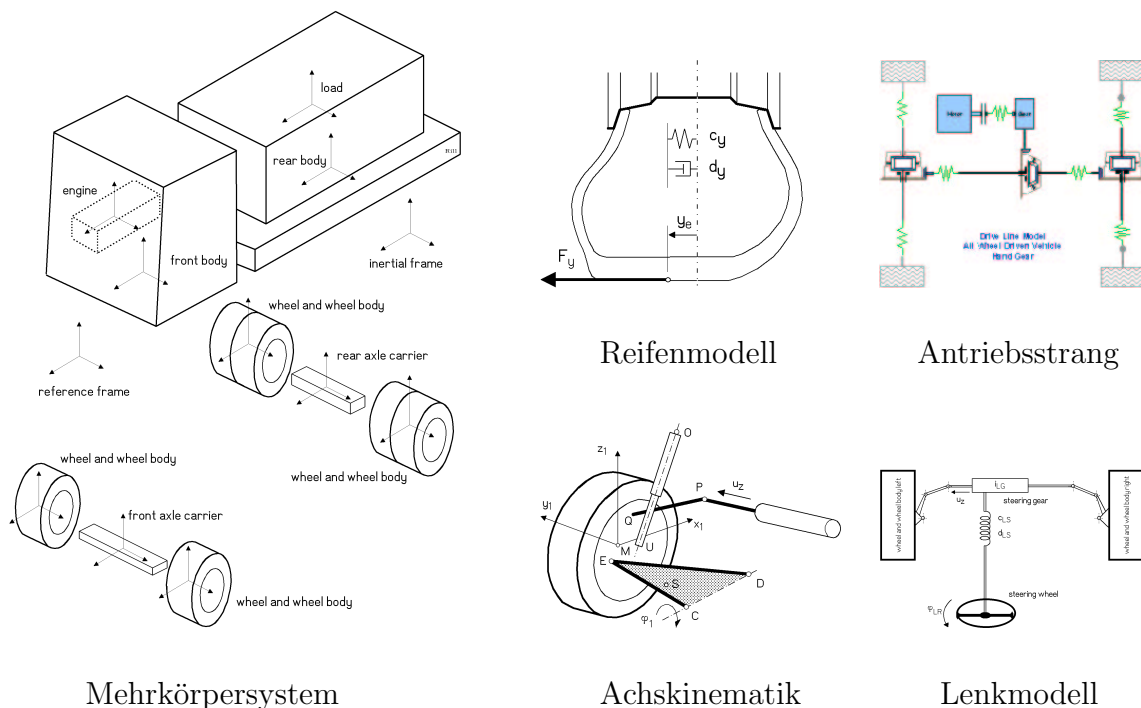 load
rear body
engine
front body
inertial frame
reference frame
wheel and wheel body
rear axle carrier
wheel and wheel body
wheel and wheel body
front axle carrier
wheel and wheel body
Mehrkörpersystem
c_y
d_y
y_e
F_y
Reifenmodell
Drive Line Model
All Wheel Driven Vehicle
Hand Gear
Antriebsstrang
z_1
O
P
u_z
y_1
Q
x_1
M
U
E
S
D
C
φ_1
Achskinematik
wheel and wheel body left
i_LG
u_z
steering gear
c_LS
d_LS
wheel and wheel body right
steering wheel
φ_LR
Lenkmodell